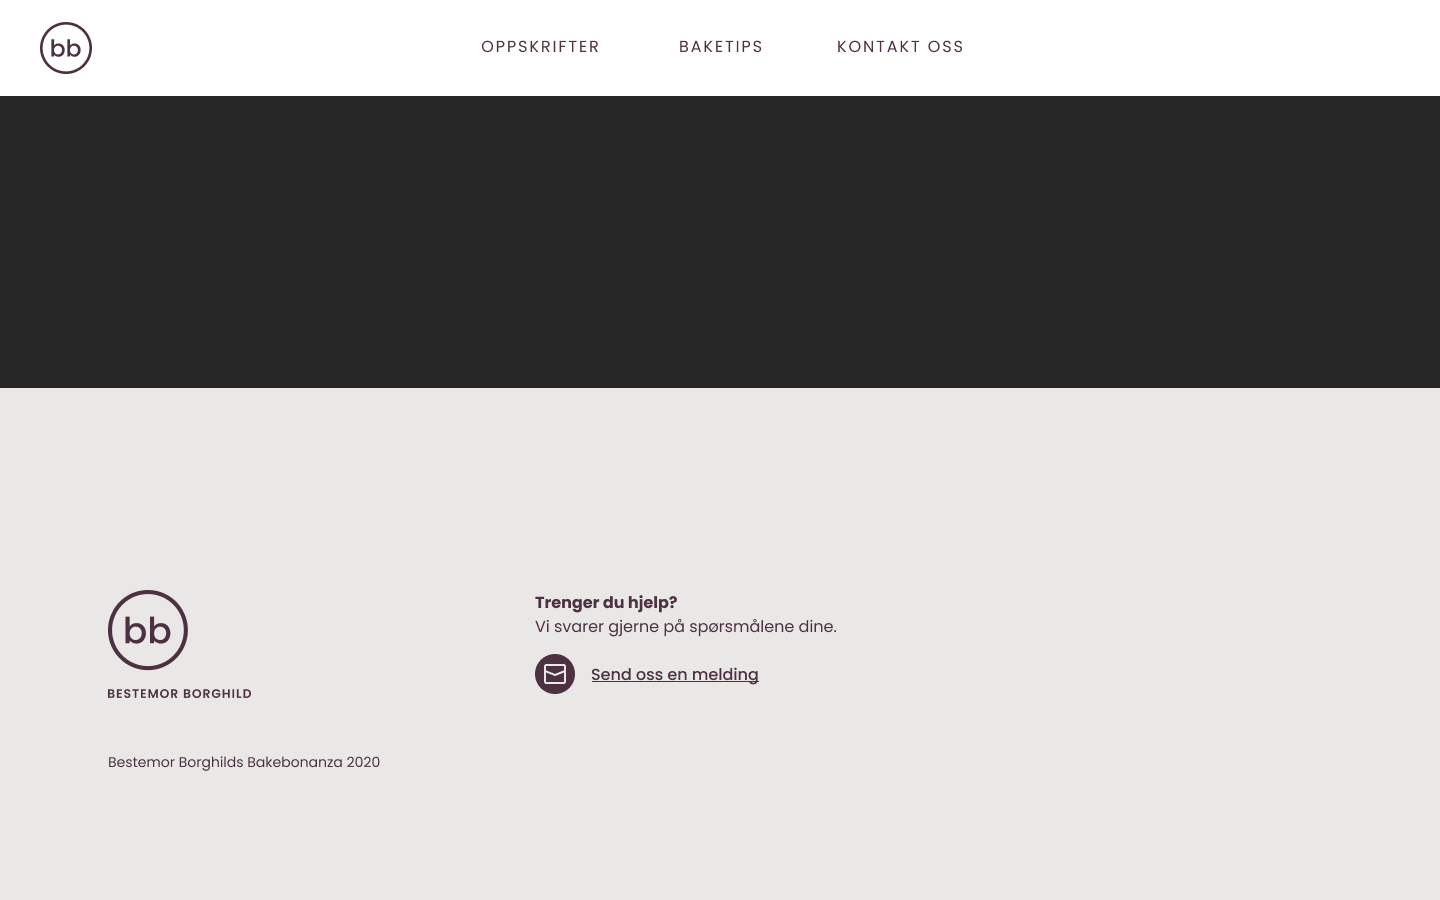 bb
OPPSKRIFTER
BAKETIPS
KONTAKT OSS
bb
BESTEMOR BORGHILD
Bestemor Borghilds Bakebonanza 2020
Trenger du hjelp?
Vi svarer gjerne på spørsmålene dine.
Send oss en melding